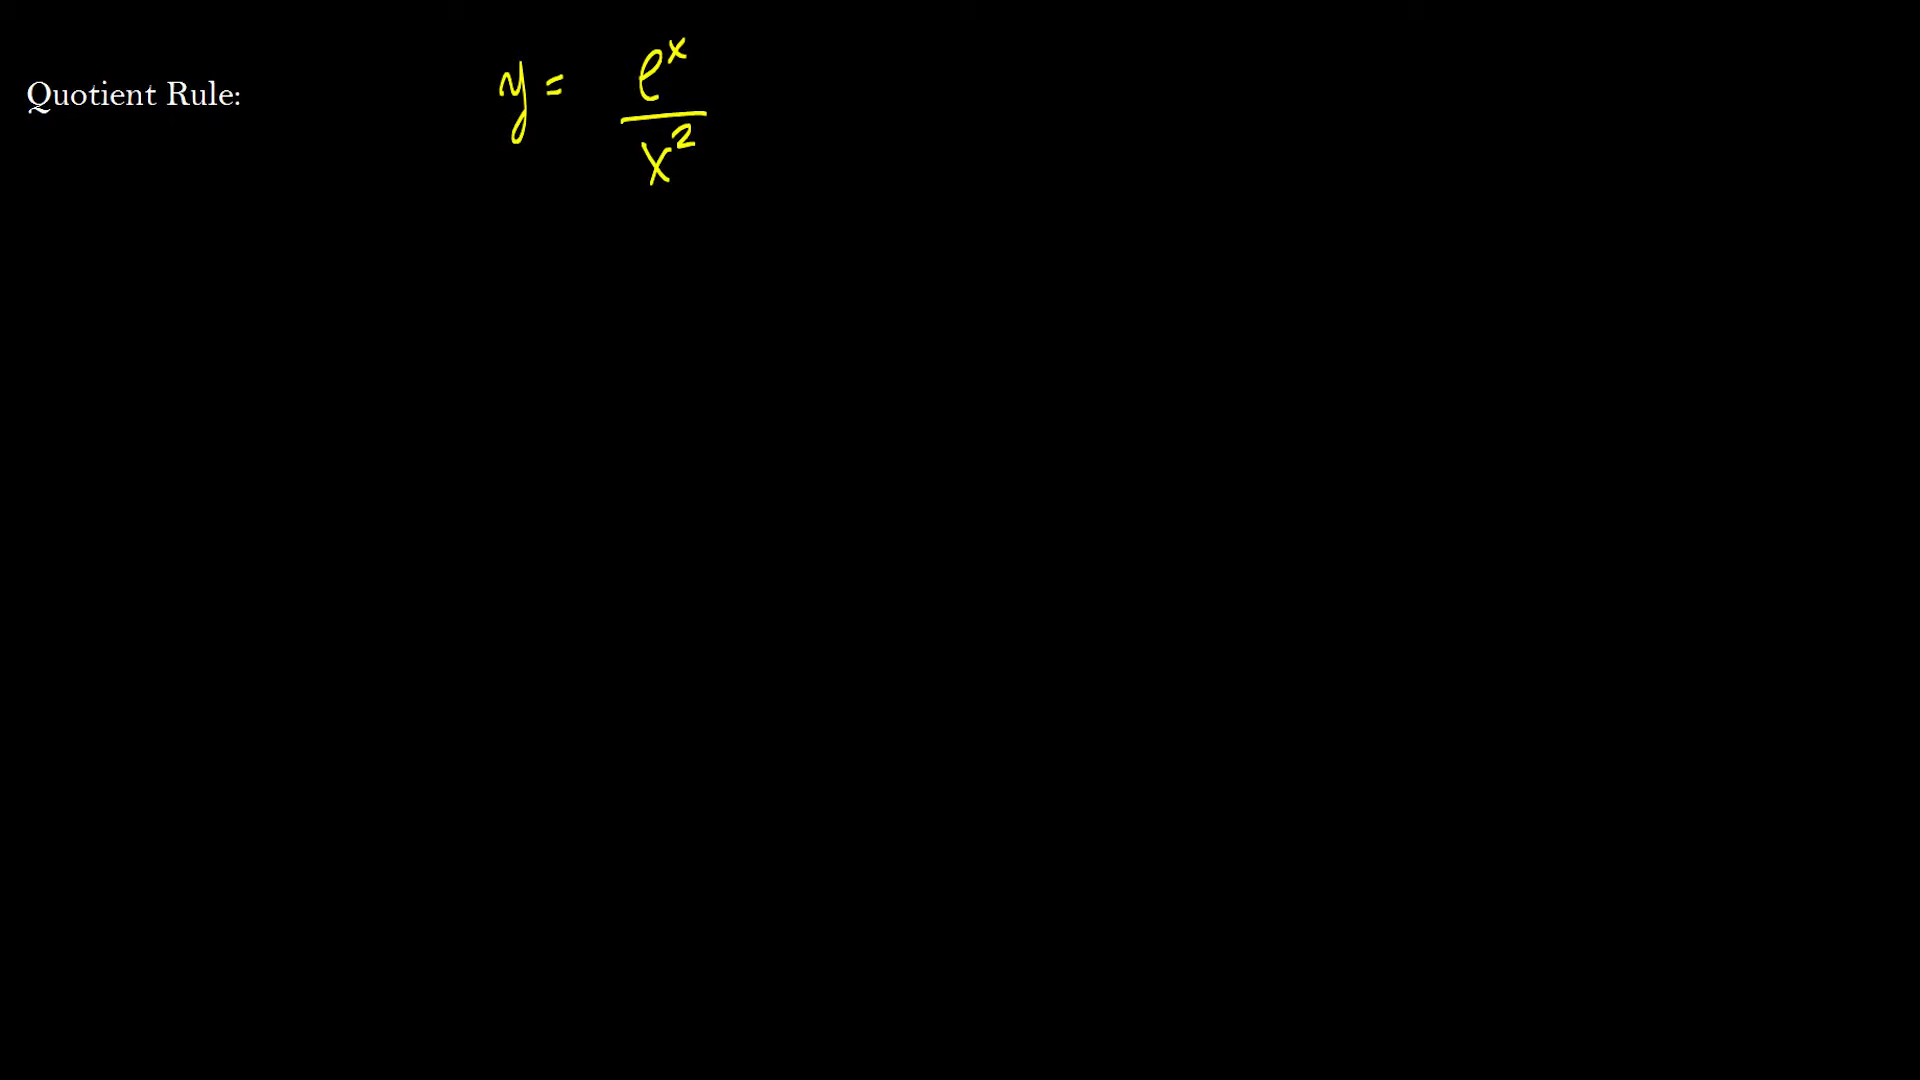 Quotient Rule: y = e^x / x^2